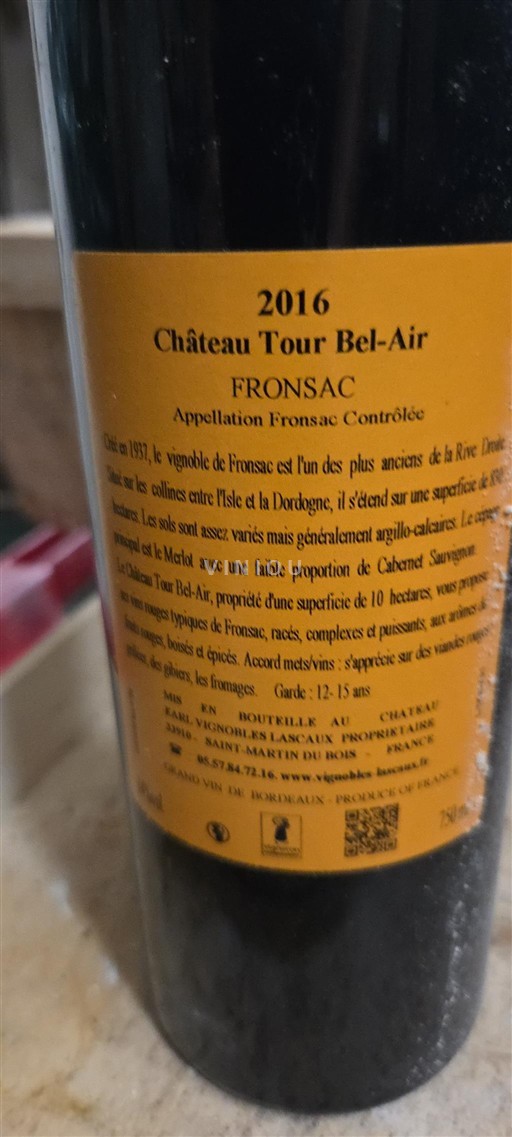 2016
Château Tour Bel-Air
FRONSAC
Appellation Fronsac Contrôlée
Créé en 1937, le vignoble de Fronsac est l'un des plus anciens de la Rive Droite.
Situé sur les collines entre l'Isle et la Dordogne, il s'étend sur une superficie de
hectares. Les sols sont assez variés mais généralement argilo-calcaires. Le cépage
principal est le Merlot avec une faible proportion de Cabernet Sauvignon.
Le Château Tour Bel-Air, propriété d'une superficie de 10 hectares, vous propose
ses vins rouges typiques de Fronsac, racés, complexes et puissants, aux arômes de
fruits rouges, boisés et épicés. Accord mets/vins : s'apprécie sur des viandes rouges
des gibiers, les fromages. Garde : 12- 15 ans
MIS EN BOUTEILLE AU CHATEAU
EARL VIGNOBLES LASCAUX PROPRIETAIRE
33910 - SAINT-MARTIN DU BOIS - FRANCE
05.57.84.72.16. www.vignobles-lascaux.fr
GRAND VIN DE BORDEAUX - PRODUCE OF FRANCE
750 ml